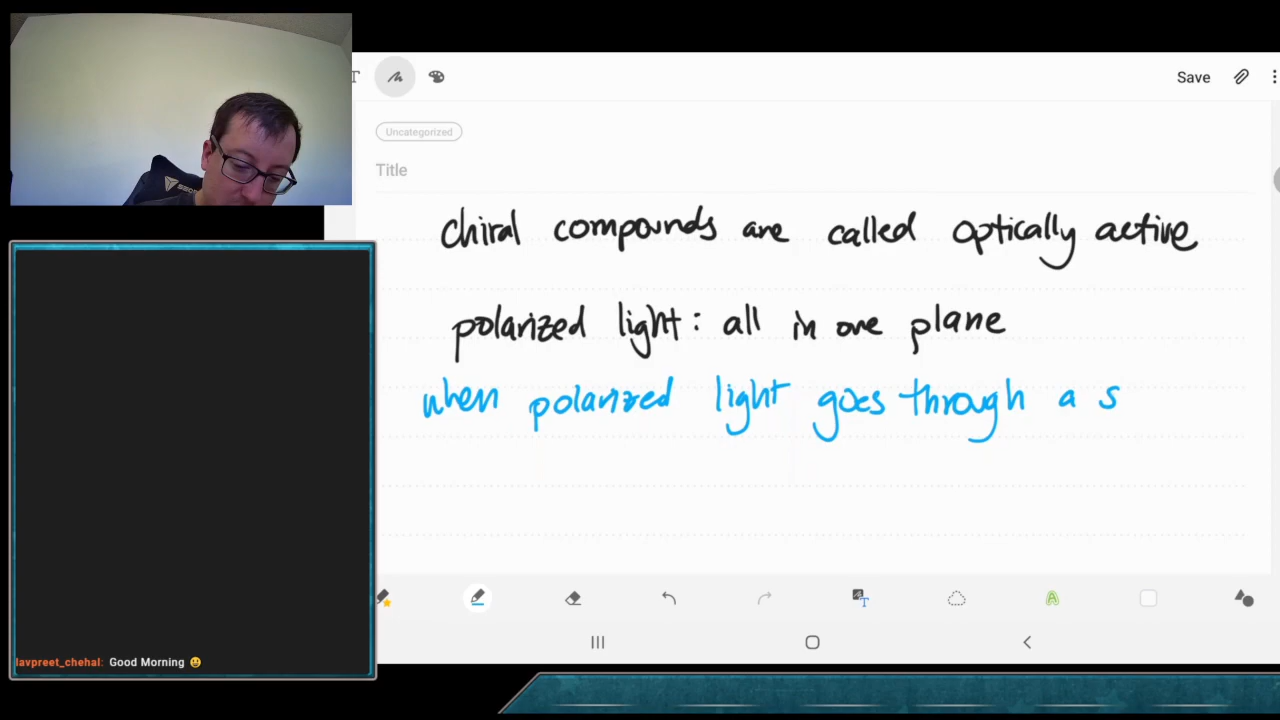 T
Save
Uncategorized
Title
chiral compounds are called optically active
polarized light: all in one plane
when polarized light goes through a s
A
T
A
lavpreet_chehal: Good Morning 😃